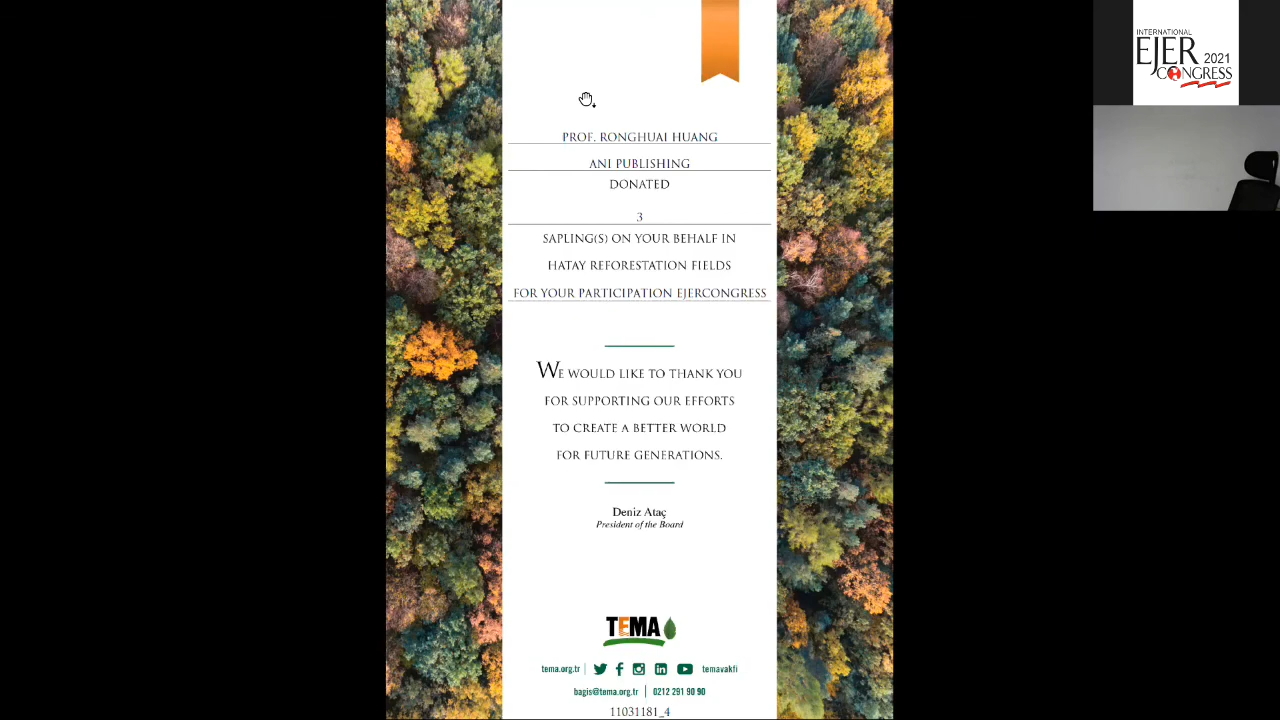 PROF. RONGHUAI HUANG
ANI PUBLISHING
DONATED
3
SAPLING(S) ON YOUR BEHALF IN
HATAY REFORESTATION FIELDS
FOR YOUR PARTICIPATION EJERCONGRESS
WE WOULD LIKE TO THANK YOU
FOR SUPPORTING OUR EFFORTS
TO CREATE A BETTER WORLD
FOR FUTURE GENERATIONS.
Deniz Ataç
President of the Board
TEMA
tema.org.tr | temavakfi
bagis@tema.org.tr | 0212 291 90 90
11031181_4
INTERNATIONAL
EJER 2021
CONGRESS